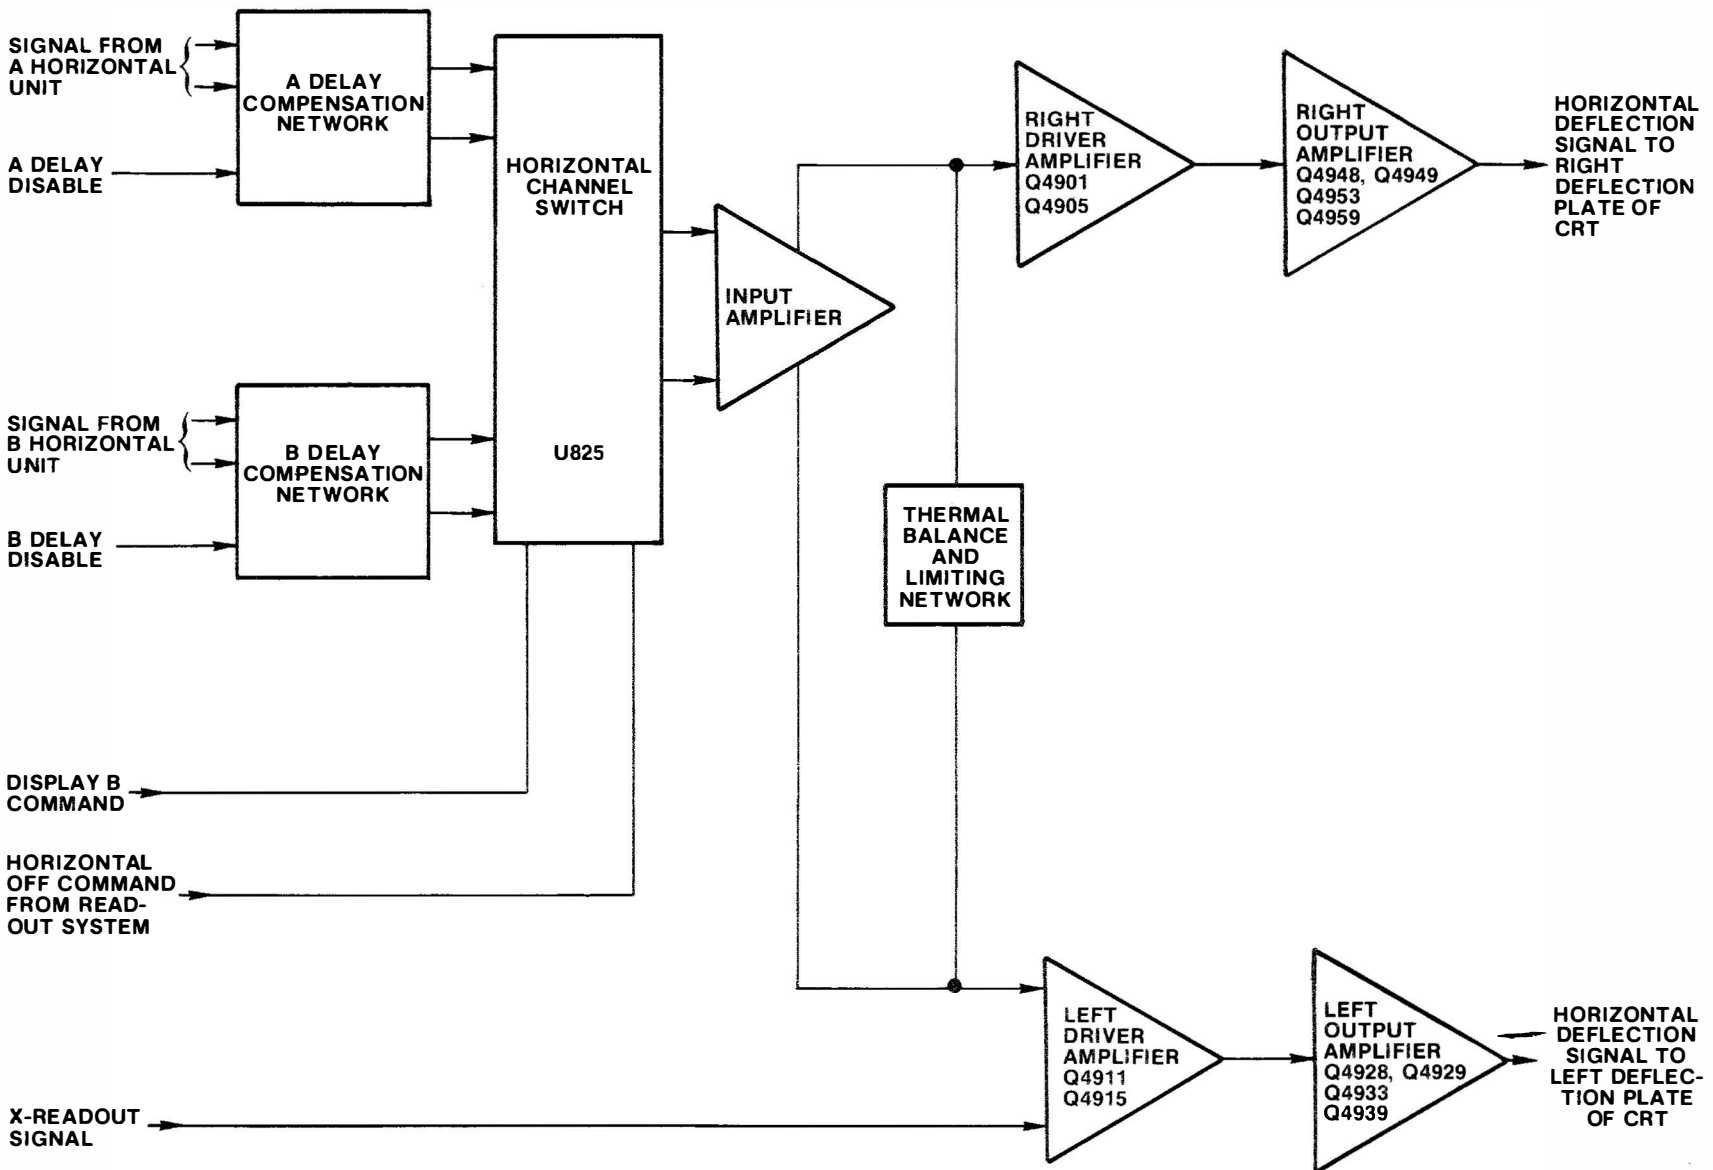 SIGNAL FROM
A HORIZONTAL
UNIT
A DELAY
DISABLE
A DELAY
COMPENSATION
NETWORK
SIGNAL FROM
B HORIZONTAL
UNIT
B DELAY
DISABLE
B DELAY
COMPENSATION
NETWORK
HORIZONTAL
CHANNEL
SWITCH
U825
DISPLAY B
COMMAND
HORIZONTAL
OFF COMMAND
FROM READ-
OUT SYSTEM
X-READOUT
SIGNAL
INPUT
AMPLIFIER
THERMAL
BALANCE
AND
LIMITING
NETWORK
RIGHT
DRIVER
AMPLIFIER
Q4901
Q4905
RIGHT
OUTPUT
AMPLIFIER
Q4948, Q4949
Q4953
Q4959
HORIZONTAL
DEFLECTION
SIGNAL TO
RIGHT
DEFLECTION
PLATE OF
CRT
LEFT
DRIVER
AMPLIFIER
Q4911
Q4915
LEFT
OUTPUT
AMPLIFIER
Q4928, Q4929
Q4933
Q4939
HORIZONTAL
DEFLECTION
SIGNAL TO
LEFT DEFLEC-
TION PLATE
OF CRT